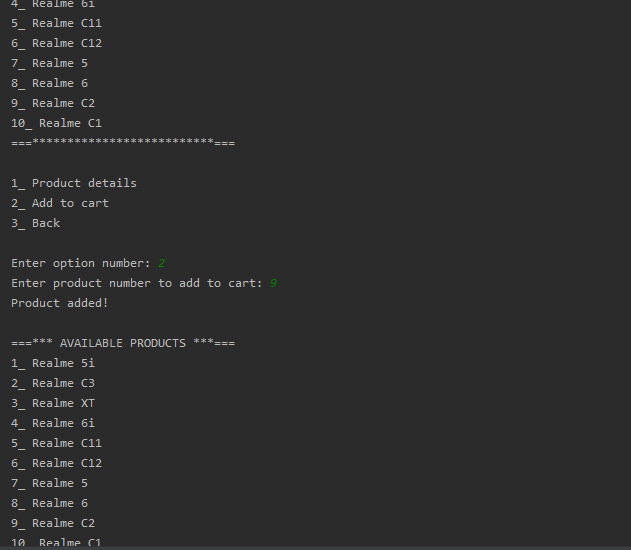 4_ Realme 6i
5_ Realme C11
6_ Realme C12
7_ Realme 5
8_ Realme 6
9_ Realme C2
10_ Realme C1
===**************************===
1_ Product details
2_ Add to cart
3_ Back
Enter option number: 2
Enter product number to add to cart: 9
Product added!
===*** AVAILABLE PRODUCTS ***===
1_ Realme 5i
2_ Realme C3
3_ Realme XT
4_ Realme 6i
5_ Realme C11
6_ Realme C12
7_ Realme 5
8_ Realme 6
9_ Realme C2
10_ Realme C1